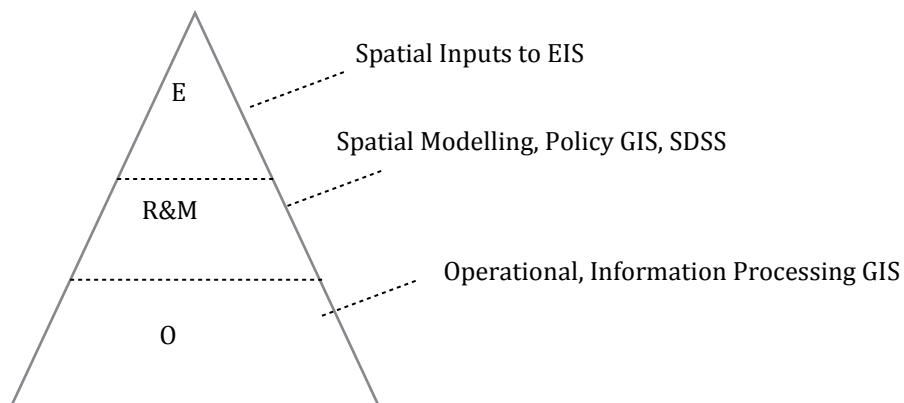 Spatial Inputs to EIS
E
Spatial Modelling, Policy GIS, SDSS
R&M
Operational, Information Processing GIS
O